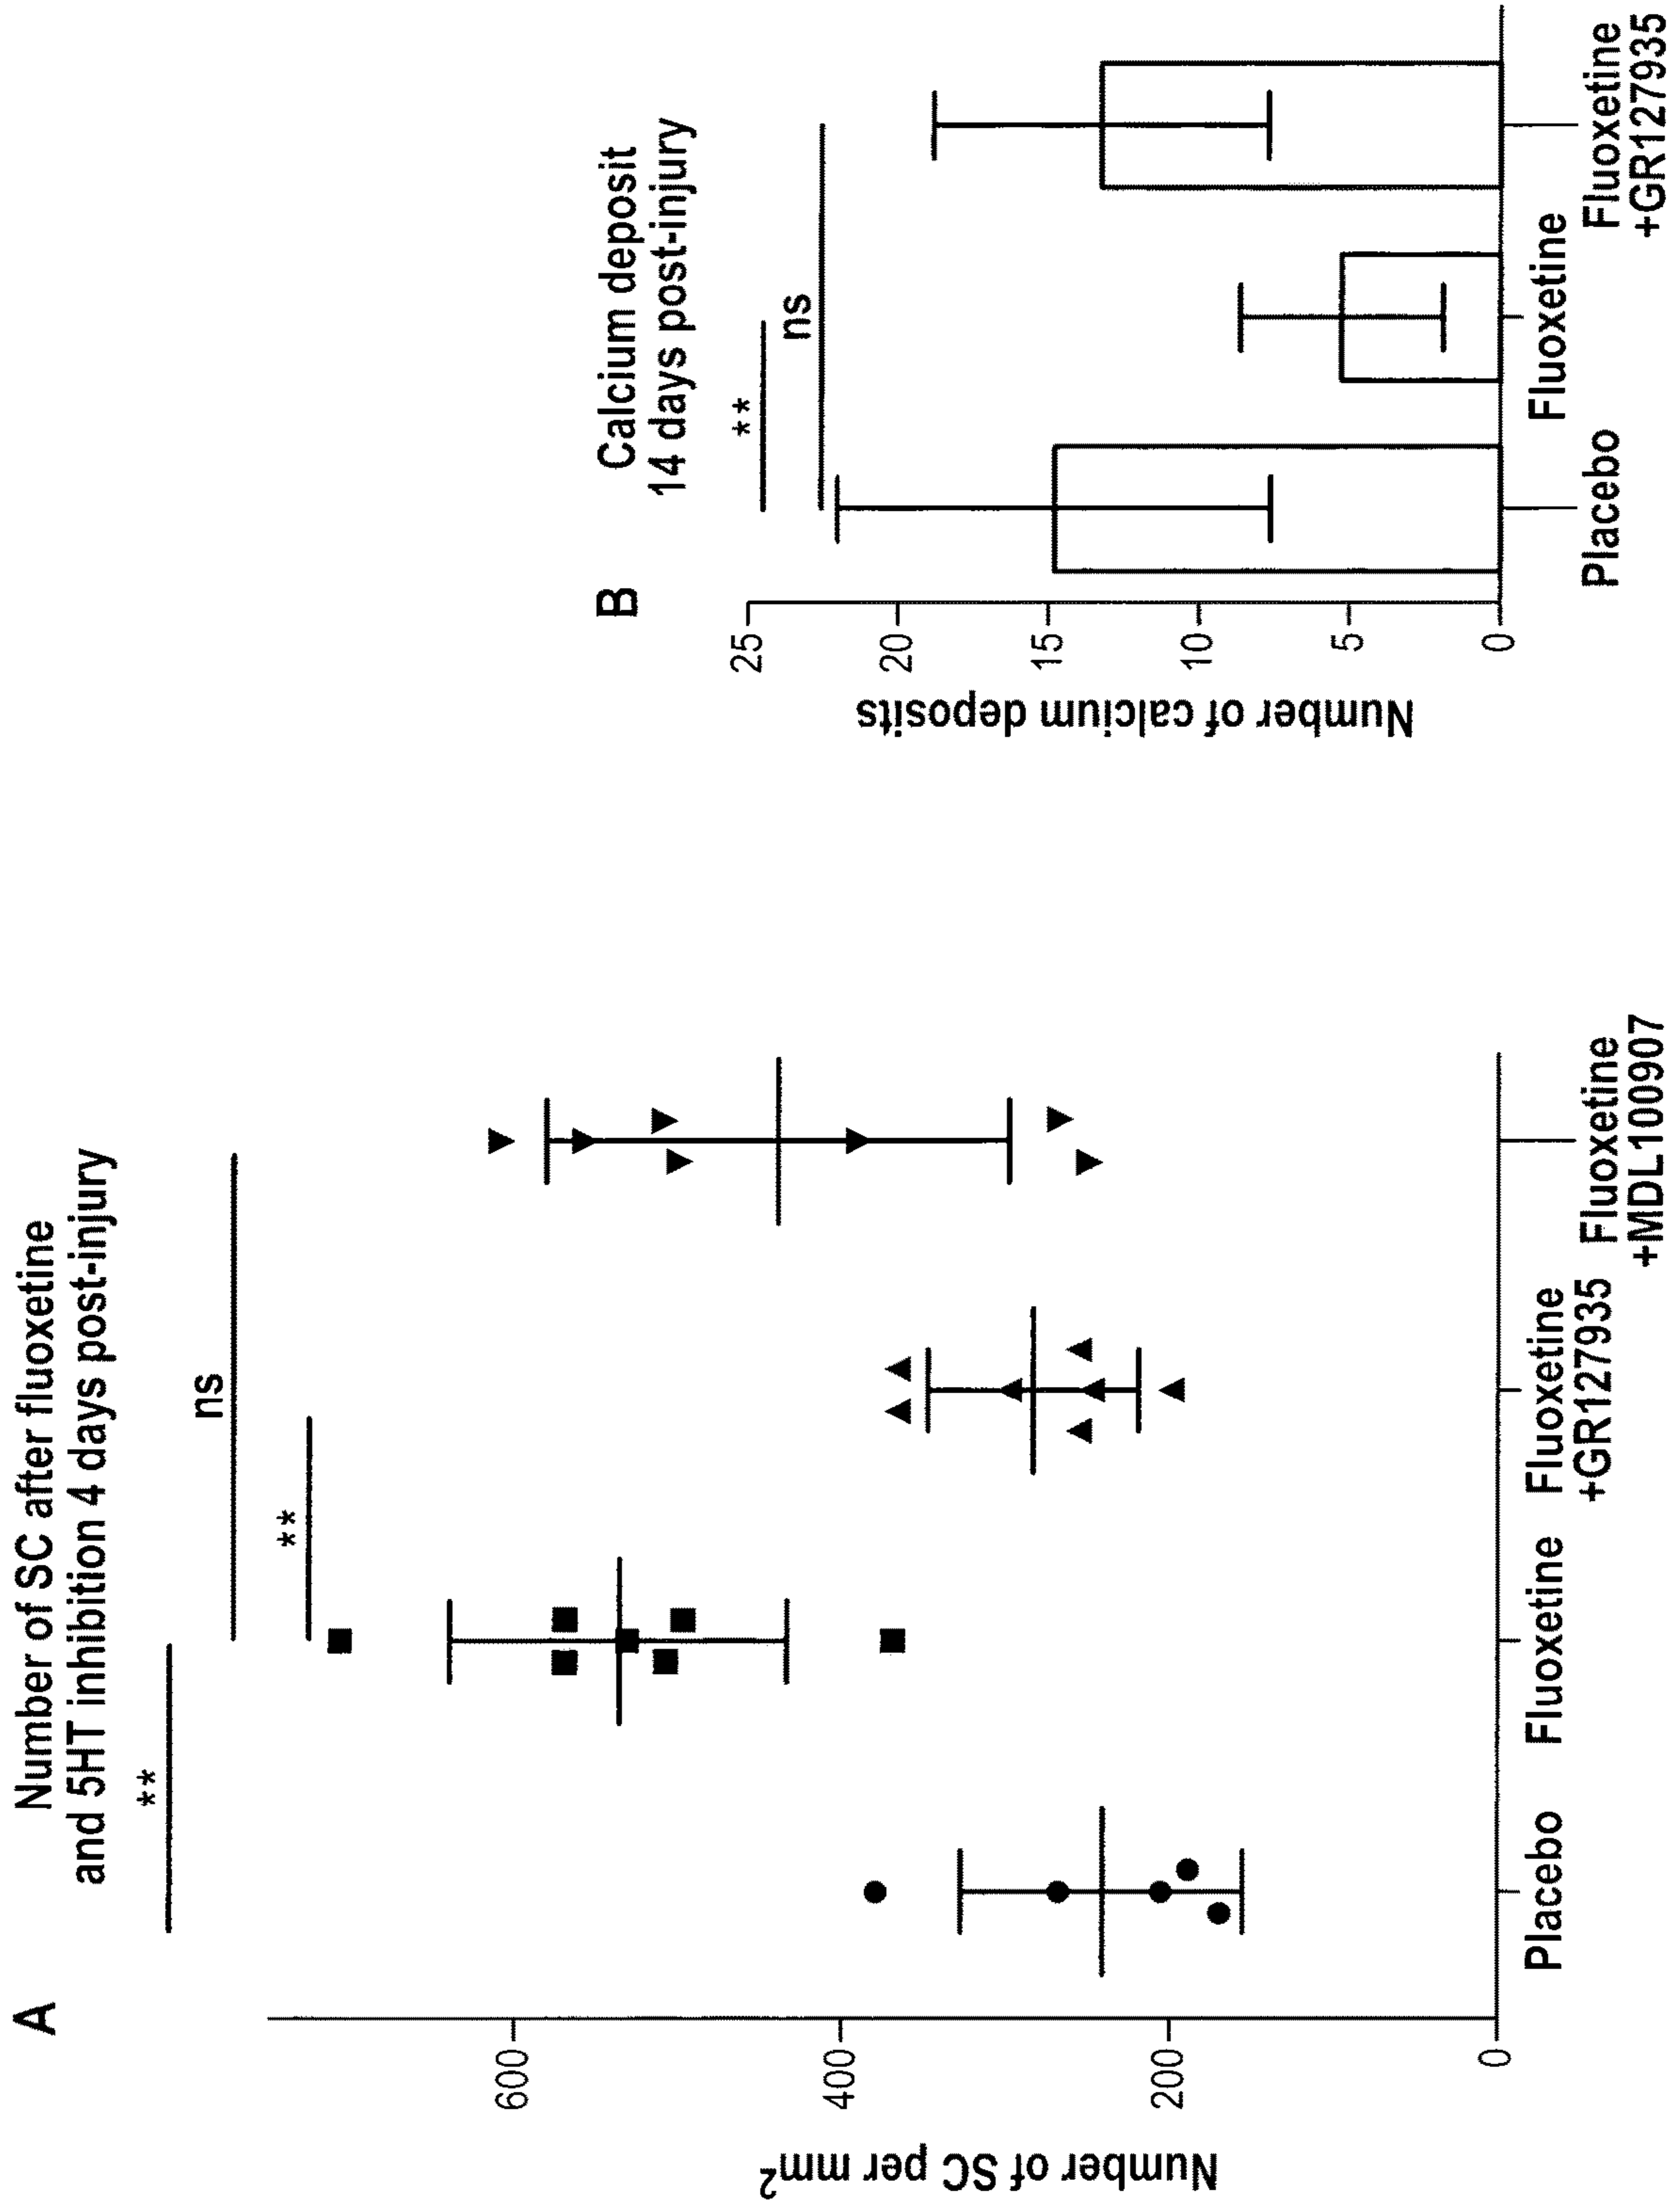 A
Number of SC after fluoxetine
and 5HT inhibition 4 days post-injury
**
ns
**
Number of SC per mm²
600
400
200
0
Placebo
Fluoxetine
Fluoxetine
+GR127935
Fluoxetine
+MDL100907
B
Calcium deposit
14 days post-injury
**
ns
Number of calcium deposits
25
20
15
10
5
0
Placebo
Fluoxetine
Fluoxetine
+GR127935